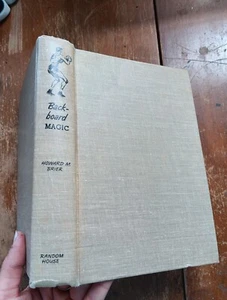 Back-
board
MAGIC
HOWARD M.
BRIER
RANDOM
HOUSE